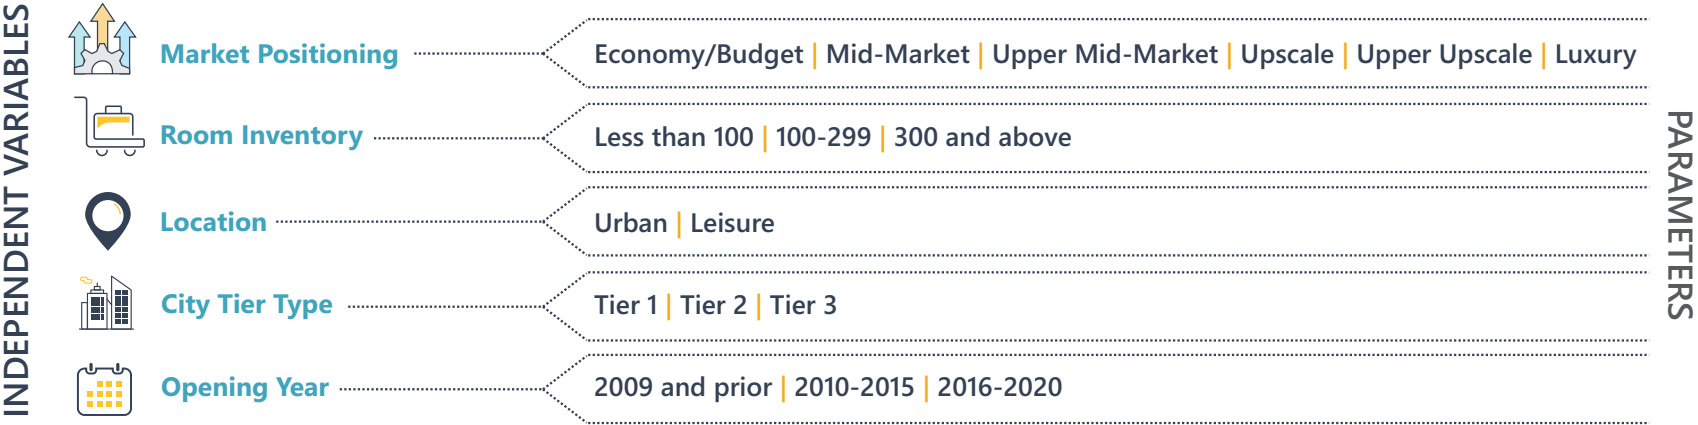 INDEPENDENT VARIABLES
Market Positioning
Economy/Budget | Mid-Market | Upper Mid-Market | Upscale | Upper Upscale | Luxury
Room Inventory
Less than 100 | 100-299 | 300 and above
Location
Urban | Leisure
City Tier Type
Tier 1 | Tier 2 | Tier 3
Opening Year
2009 and prior | 2010-2015 | 2016-2020
PARAMETERS